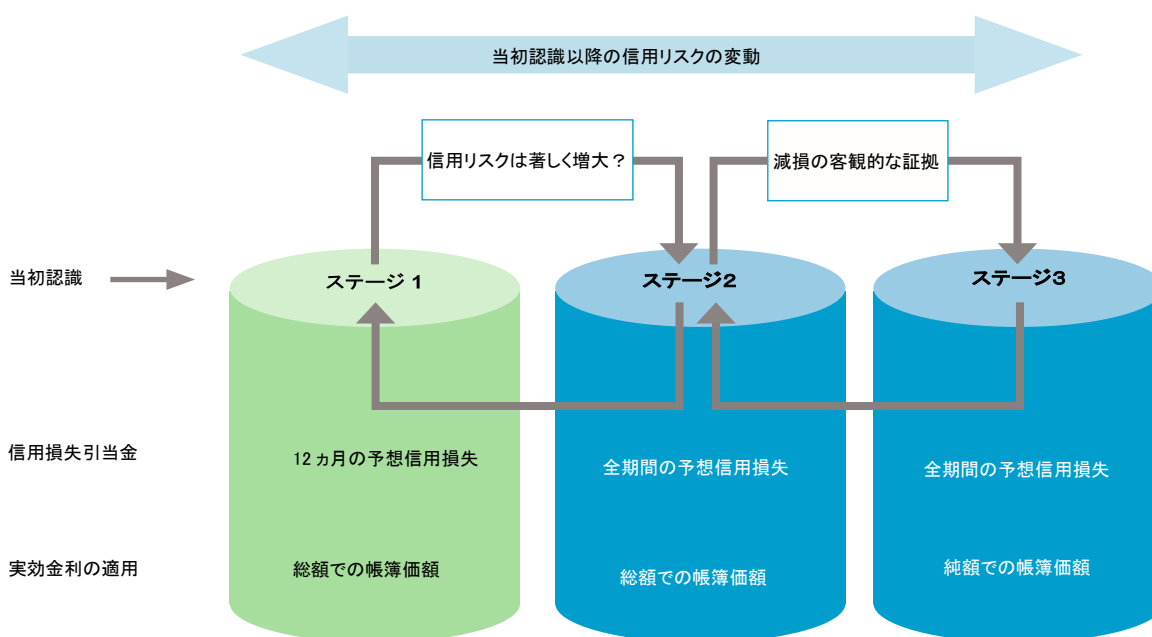 当初認識以降の信用リスクの変動
信用リスクは著しく増大？
減損の客観的な証拠
当初認識
ステージ 1
ステージ2
ステージ3
信用損失引当金
12 ヵ月の予想信用損失
全期間の予想信用損失
全期間の予想信用損失
実効金利の適用
総額での帳簿価額
総額での帳簿価額
純額での帳簿価額